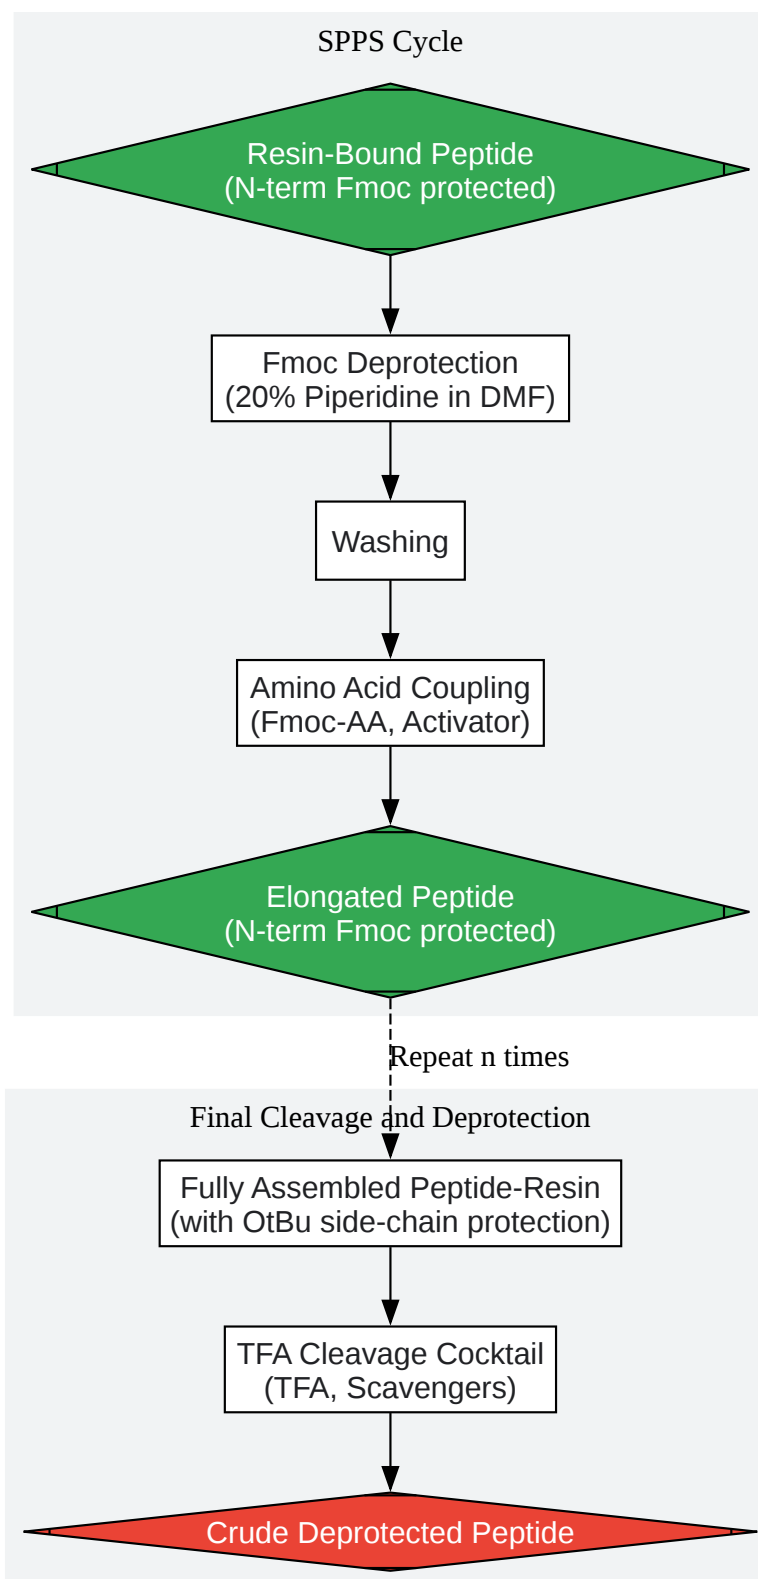 SPPS Cycle
Resin-Bound Peptide
(N-term Fmoc protected)
Fmoc Deprotection
(20% Piperidine in DMF)
Washing
Amino Acid Coupling
(Fmoc-AA, Activator)
Elongated Peptide
(N-term Fmoc protected)
Repeat n times
Final Cleavage and Deprotection
Fully Assembled Peptide-Resin
(with OtBu side-chain protection)
TFA Cleavage Cocktail
(TFA, Scavengers)
Crude Deprotected Peptide